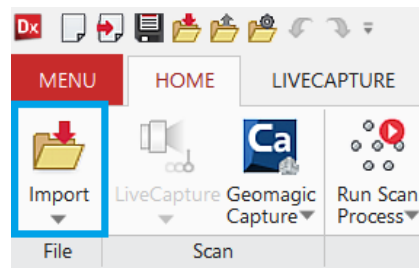 Dx
MENU HOME LIVECAPTURE
Ca
Import LiveCapture Geomagic Run Scan
Capture Process
File Scan